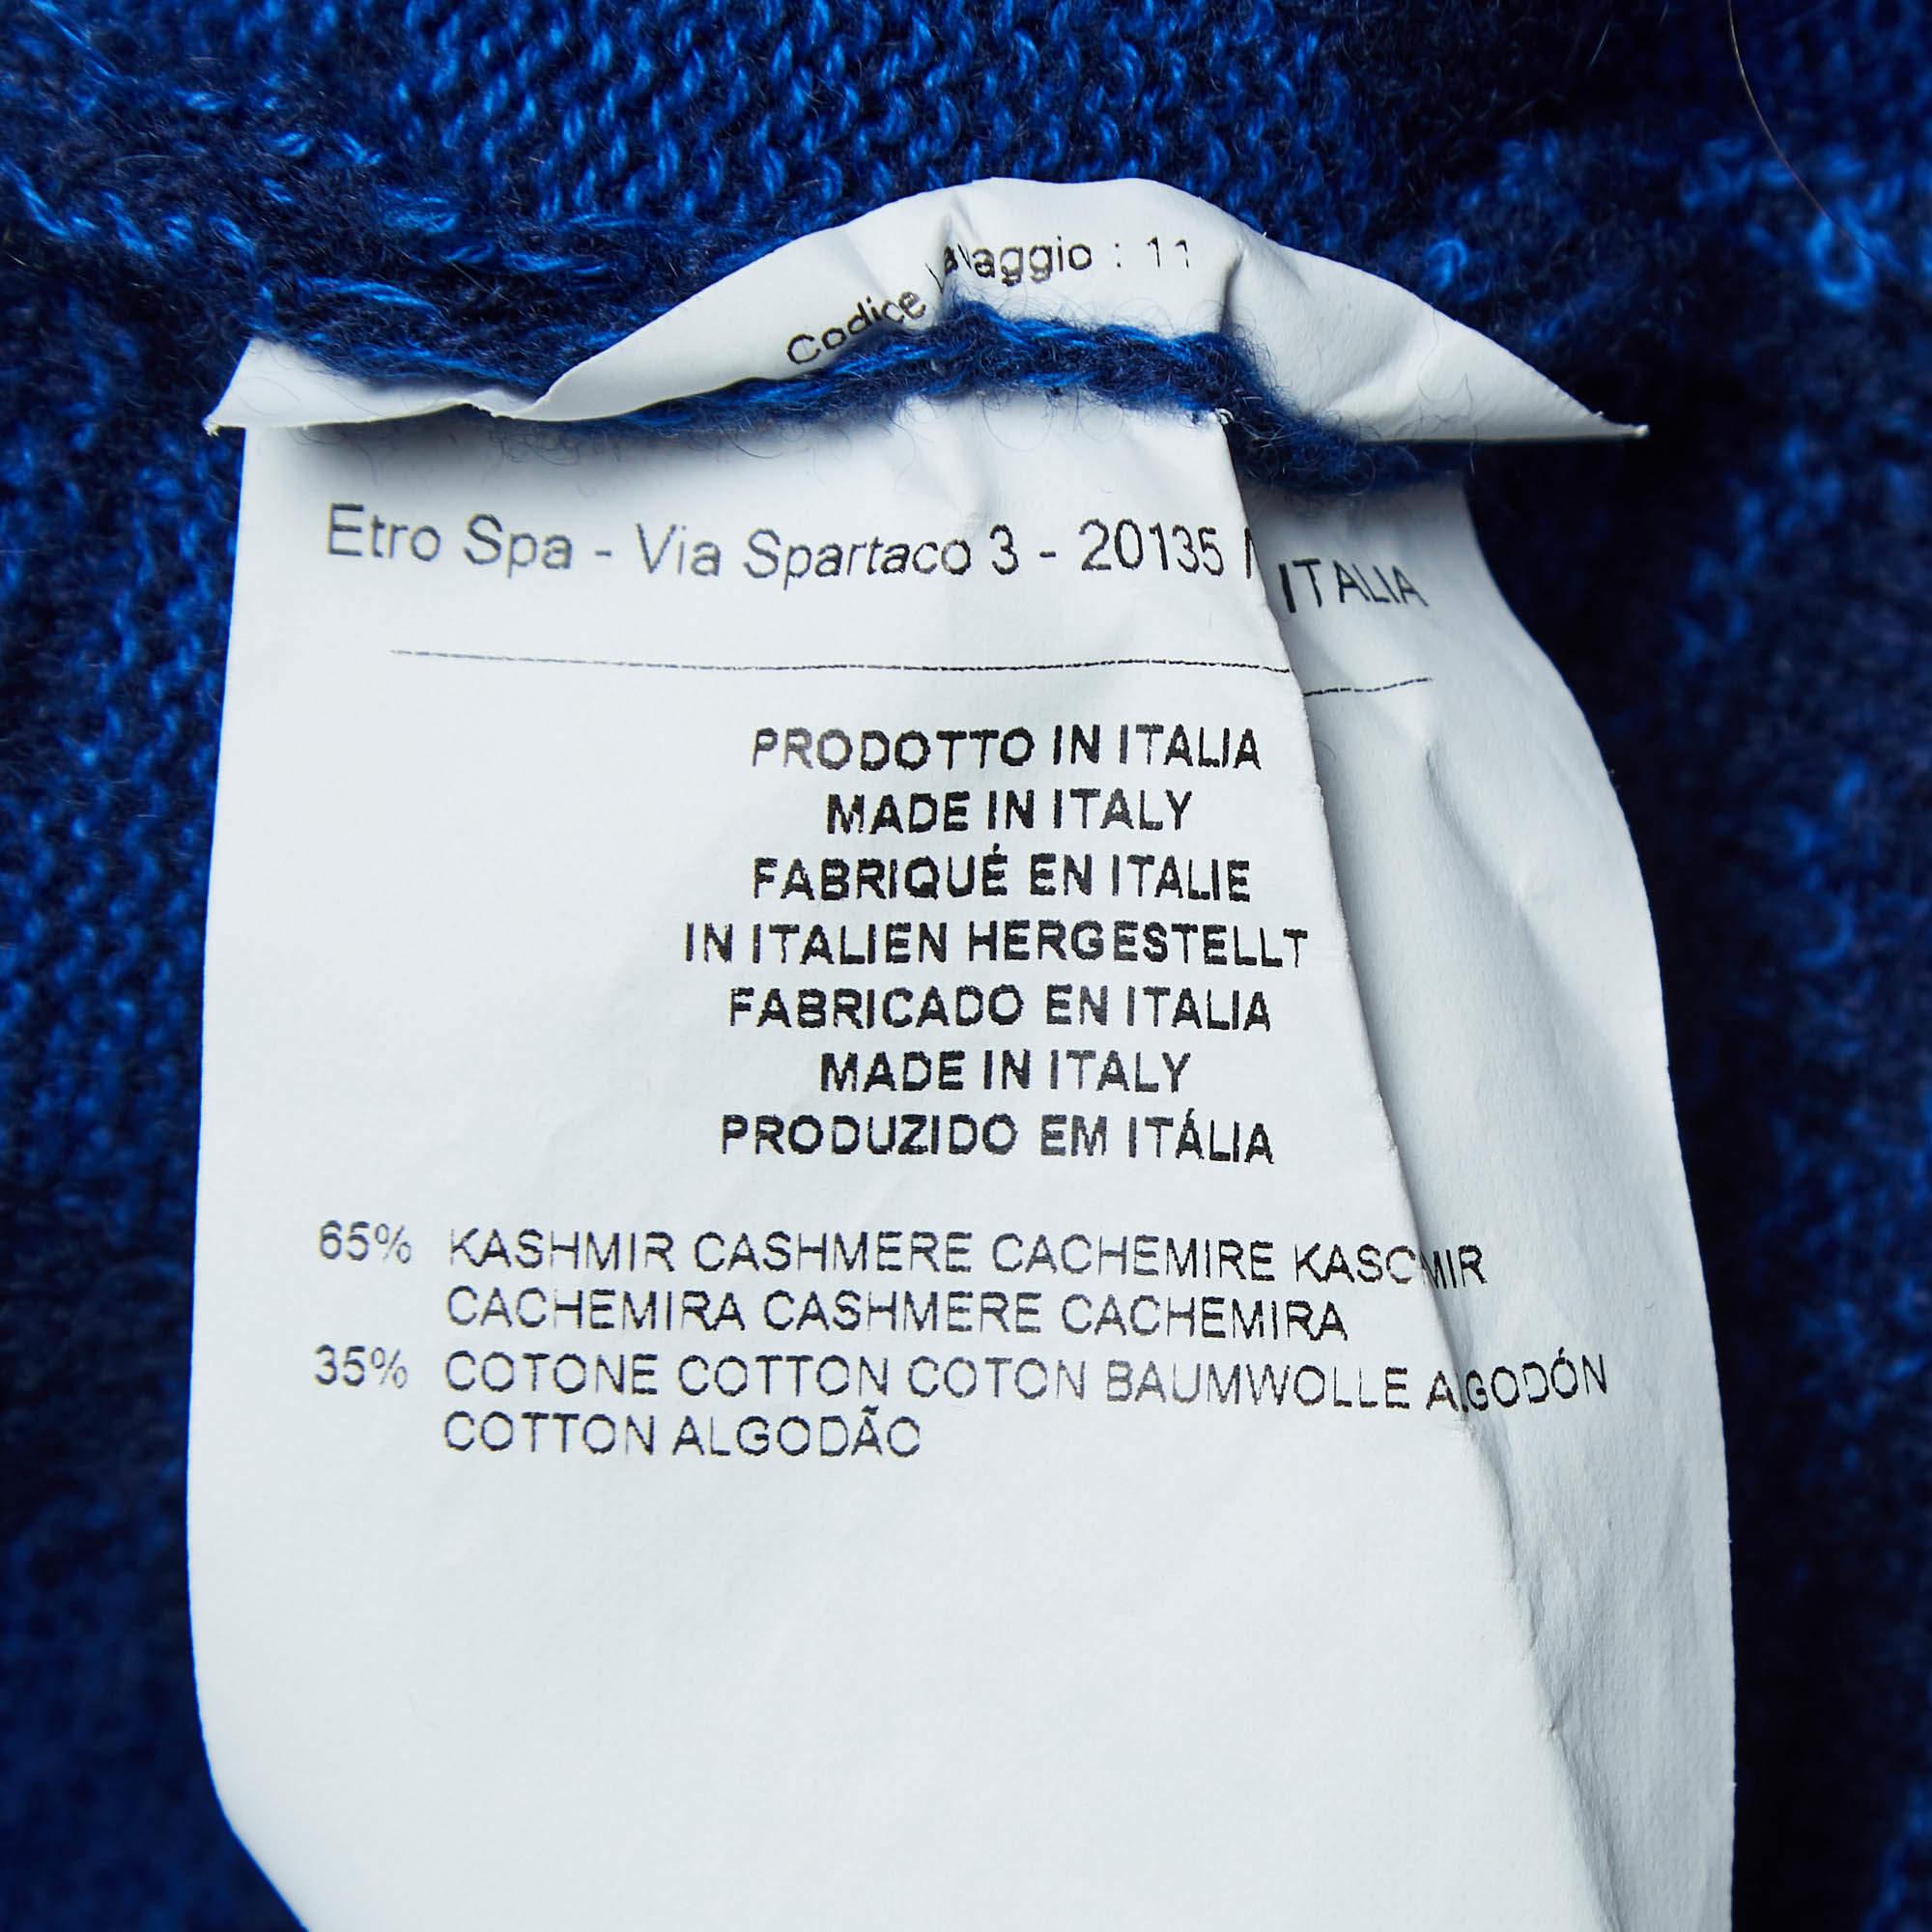 Codice Lavaggio : 11
Etro Spa - Via Spartaco 3 - 20135 ITALIA
PRODOTTO IN ITALIA
MADE IN ITALY
FABRIQUÉ EN ITALIE
IN ITALIEN HERGESTELLT
FABRICADO EN ITALIA
MADE IN ITALY
PRODUZIDO EM ITÁLIA
65% KASHMIR CASHMERE CACHEMIRE KASCMIR
CACHEMIRA CASHMERE CACHEMIRA
35% COTONE COTTON COTON BAUMWOLLE ALGODÓN
COTTON ALGODÃO